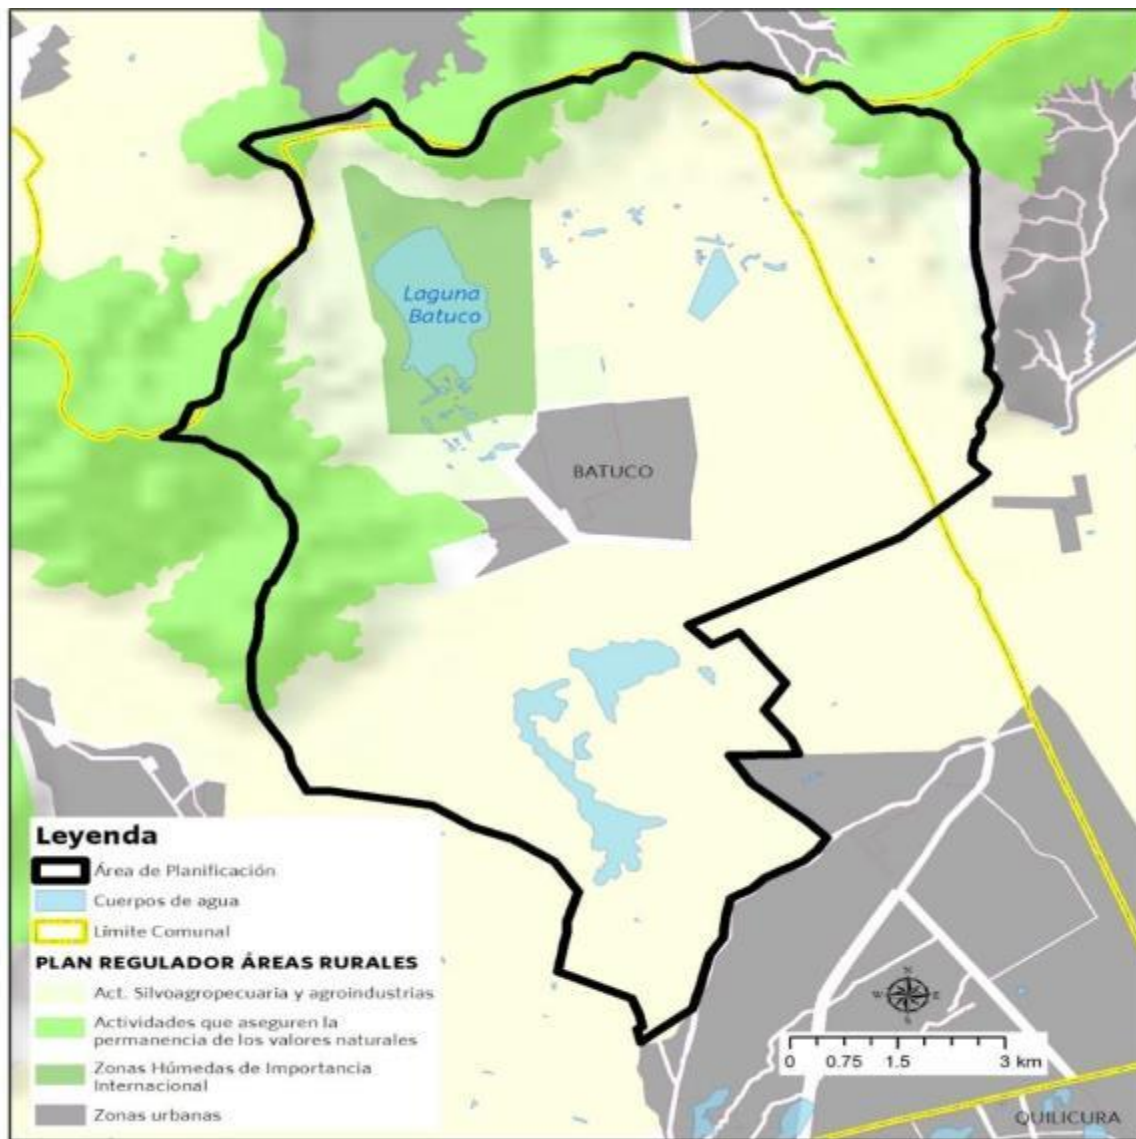 Laguna
Batuco
BATUCO
Leyenda
Área de Planificación
Cuerpos de agua
Límite Comunal
PLAN REGULADOR ÁREAS RURALES
Act. Silvoagropecuaria y agroindustrias
Actividades que aseguren la
permanencia de los valores naturales
Zonas Húmedas de Importancia
Internacional
Zonas urbanas
N
W E
S
0 0.75 1.5 3 km
QUILICURA